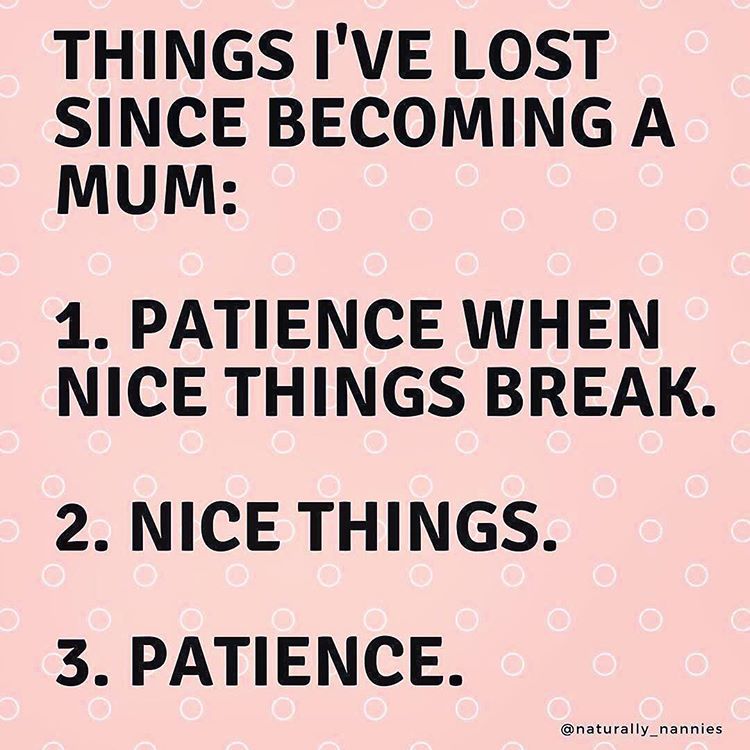 THINGS I'VE LOST
SINCE BECOMING A
MUM:
1. PATIENCE WHEN
NICE THINGS BREAK.
2. NICE THINGS.
3. PATIENCE.
@naturally_nannies